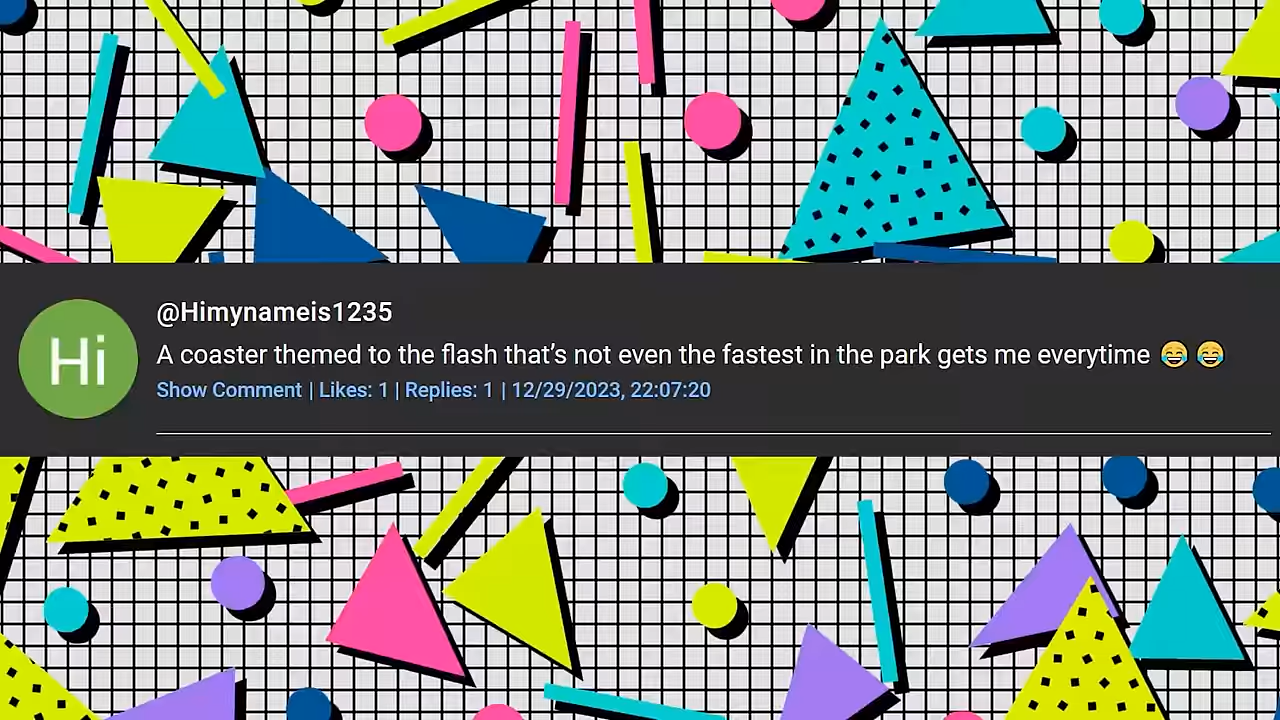 Hi
@Himynameis1235
A coaster themed to the flash that’s not even the fastest in the park gets me everytime 😂 😂
Show Comment | Likes: 1 | Replies: 1 | 12/29/2023, 22:07:20